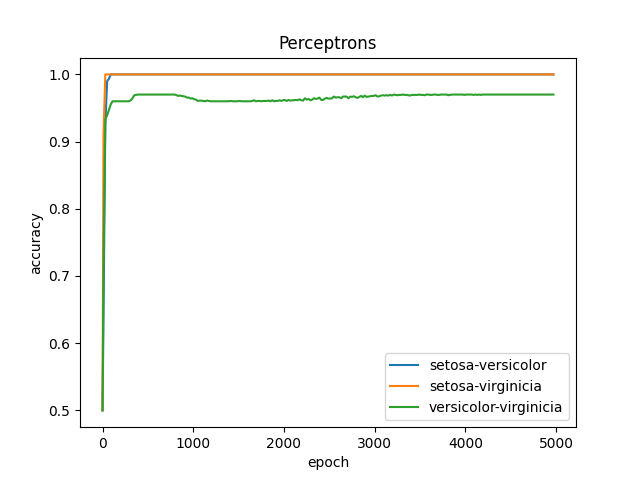 Perceptrons
1.0
0.9
0.8
0.7
0.6
0.5
accuracy
0 1000 2000 3000 4000 5000
epoch
setosa-versicolor
setosa-virginicia
versicolor-virginicia